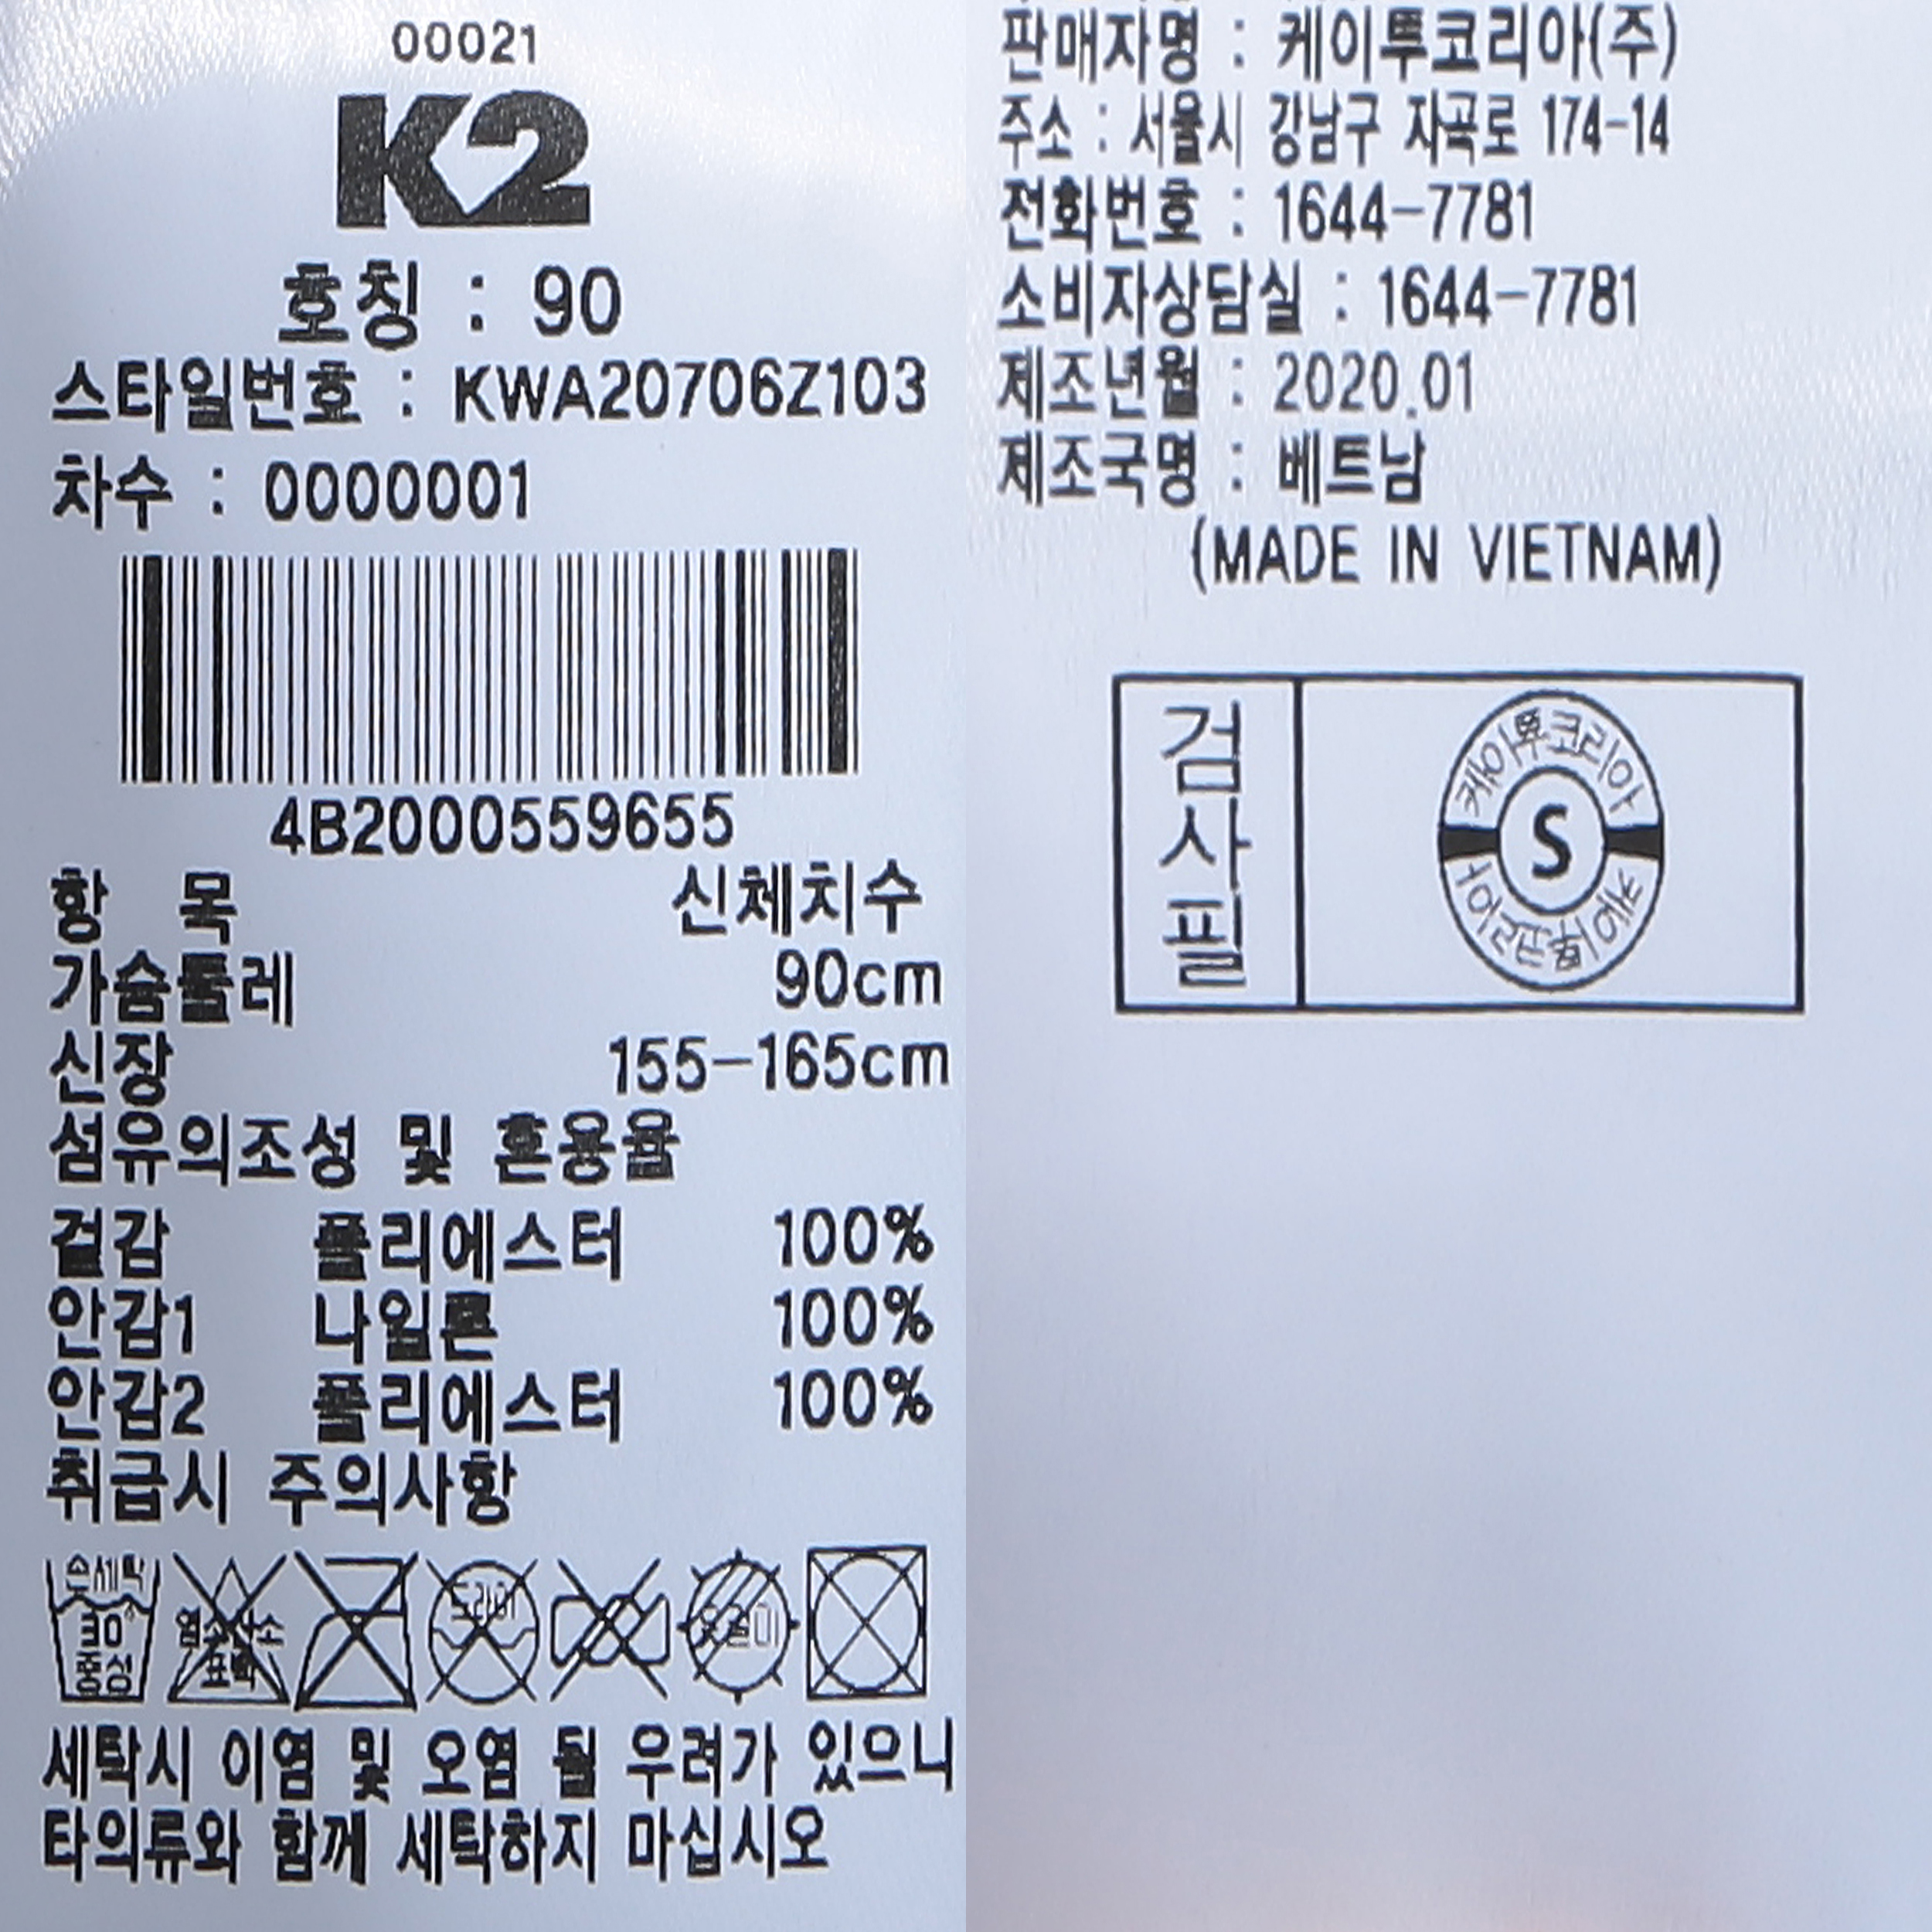 00021
K2
호칭 : 90
스타일번호 : KWA20706Z103
차수 : 0000001
4B2000559655
항 목 신체치수
가슴둘레 90cm
신장 155-165cm
섬유의조성 및 혼용율
겉감 폴리에스터 100%
안감1 나일론 100%
안감2 폴리에스터 100%
취급시 주의사항
손세탁
30°
중성
염소산소
표백
드라이
옷걸이
세탁시 이염 및 오염 될 우려가 있으니
타의류와 함께 세탁하지 마십시오
판매자명 : 케이투코리아(주)
주소 : 서울시 강남구 자곡로 174-14
전화번호 : 1644-7781
소비자상담실 : 1644-7781
제조년월 : 2020.01
제조국명 : 베트남
(MADE IN VIETNAM)
검사필
케이투코리아
S